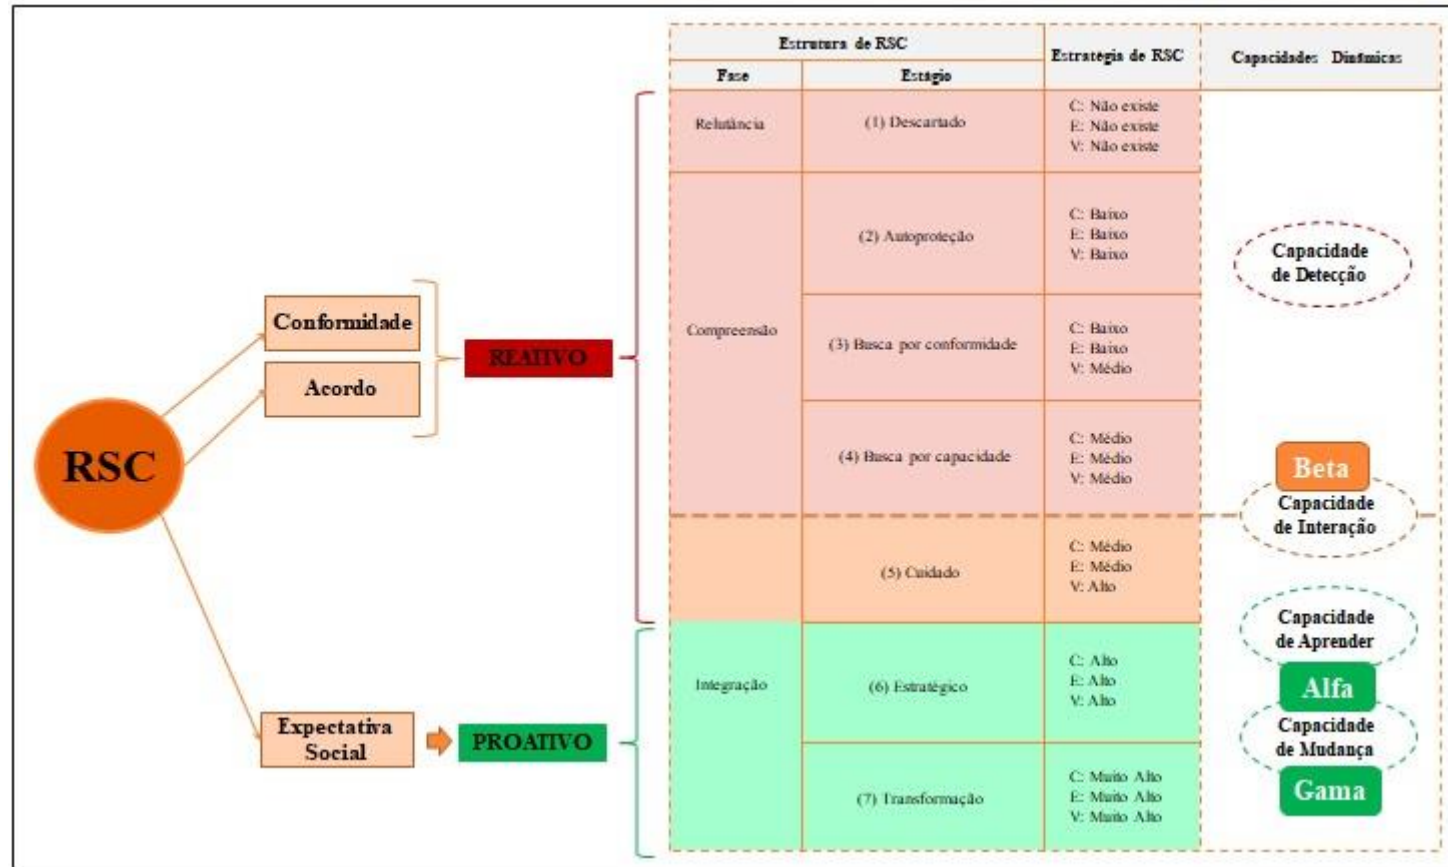 RSC
Conformidade
Acordo
REATIVO
Expectativa
Social
PROATIVO
Estrutura de RSC
Estratégia de RSC
Capacidades Dinâmicas
Fase
Estágio
Relutância
(1) Descartado
C: Não existe
E: Não existe
V: Não existe
Compreensão
(2) Autoproteção
C: Baixo
E: Baixo
V: Baixo
(3) Busca por conformidade
C: Baixo
E: Baixo
V: Médio
(4) Busca por capacidade
C: Médio
E: Médio
V: Médio
(5) Cuidado
C: Médio
E: Médio
V: Alto
Integração
(6) Estratégico
C: Alto
E: Alto
V: Alto
(7) Transformação
C: Muito Alto
E: Muito Alto
V: Muito Alto
Capacidade
de Detecção
Beta
Capacidade
de Interação
Capacidade
de Aprender
Alfa
Capacidade
de Mudança
Gama